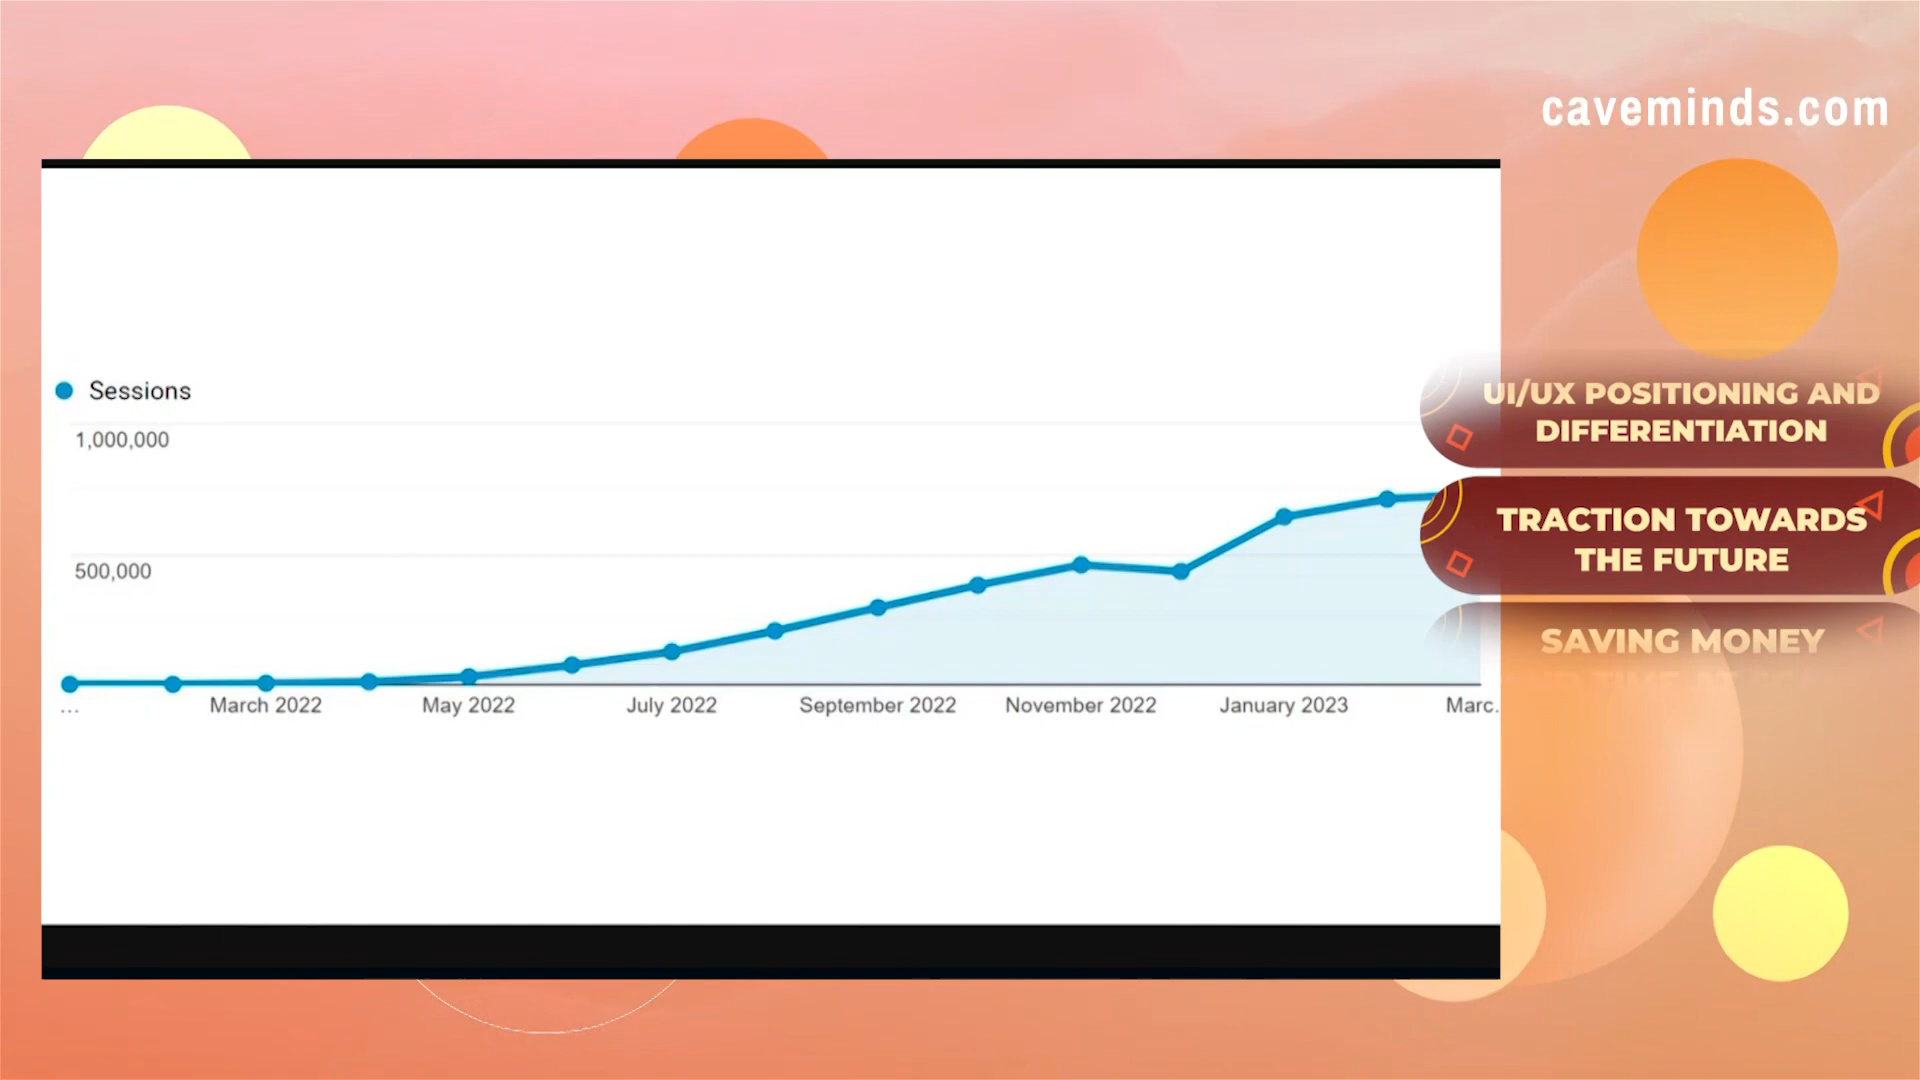 caveminds.com
Sessions
1,000,000
500,000
... March 2022 May 2022 July 2022 September 2022 November 2022 January 2023 Marc.
UI/UX POSITIONING AND
DIFFERENTIATION
TRACTION TOWARDS
THE FUTURE
SAVING MONEY